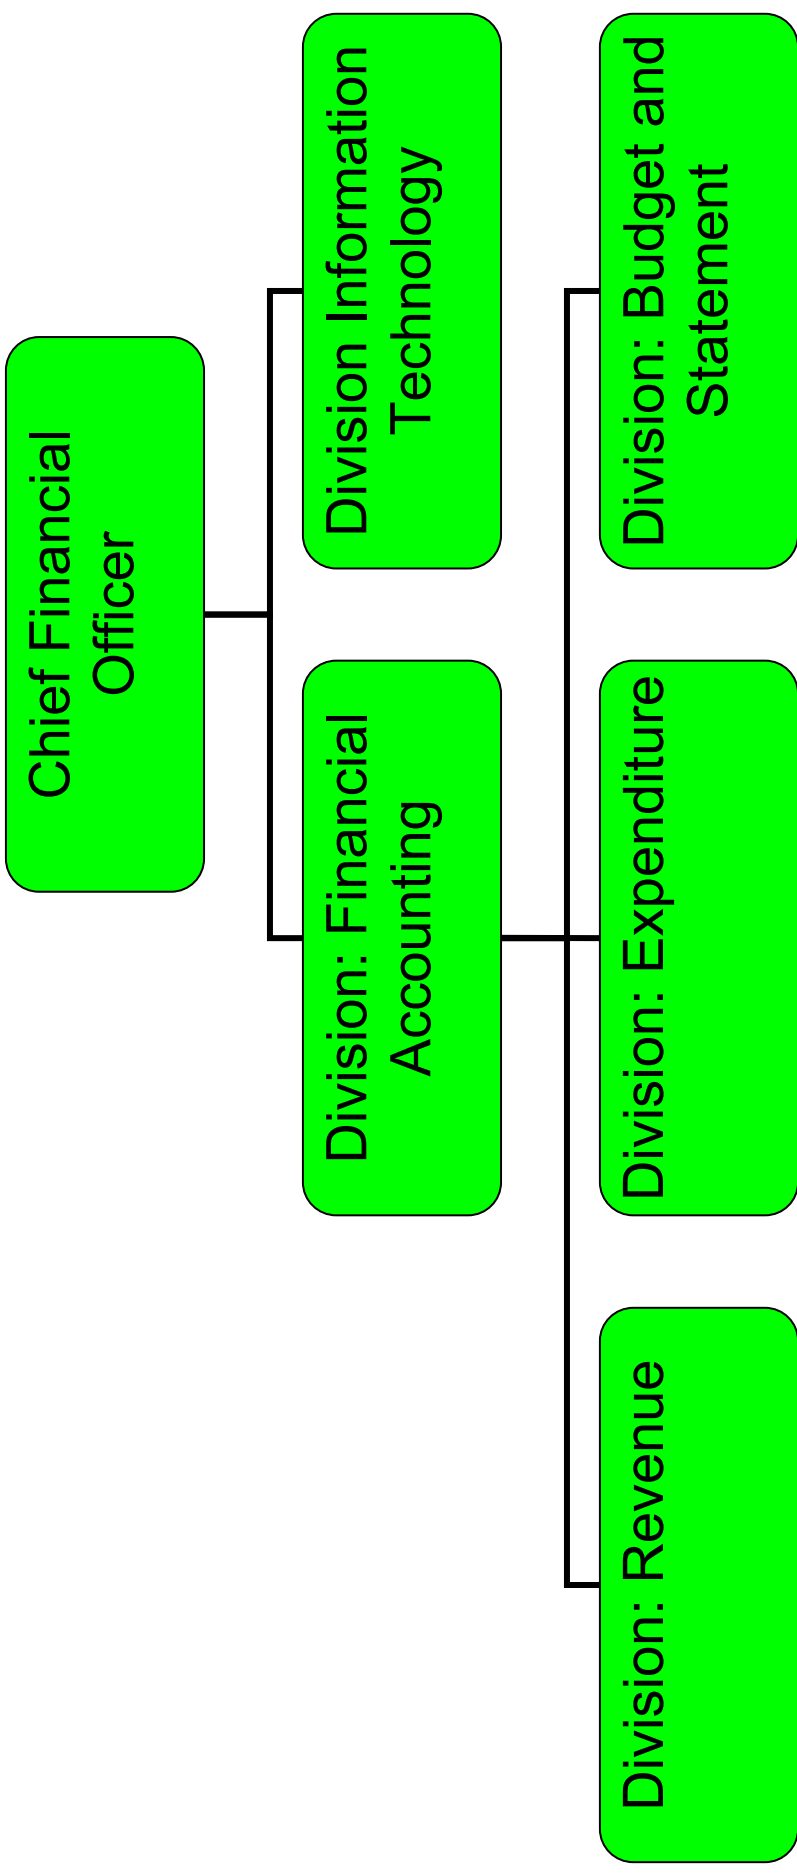 Chief Financial
Officer
Division: Financial
Accounting
Division Information
Technology
Division: Revenue
Division: Expenditure
Division: Budget and
Statement